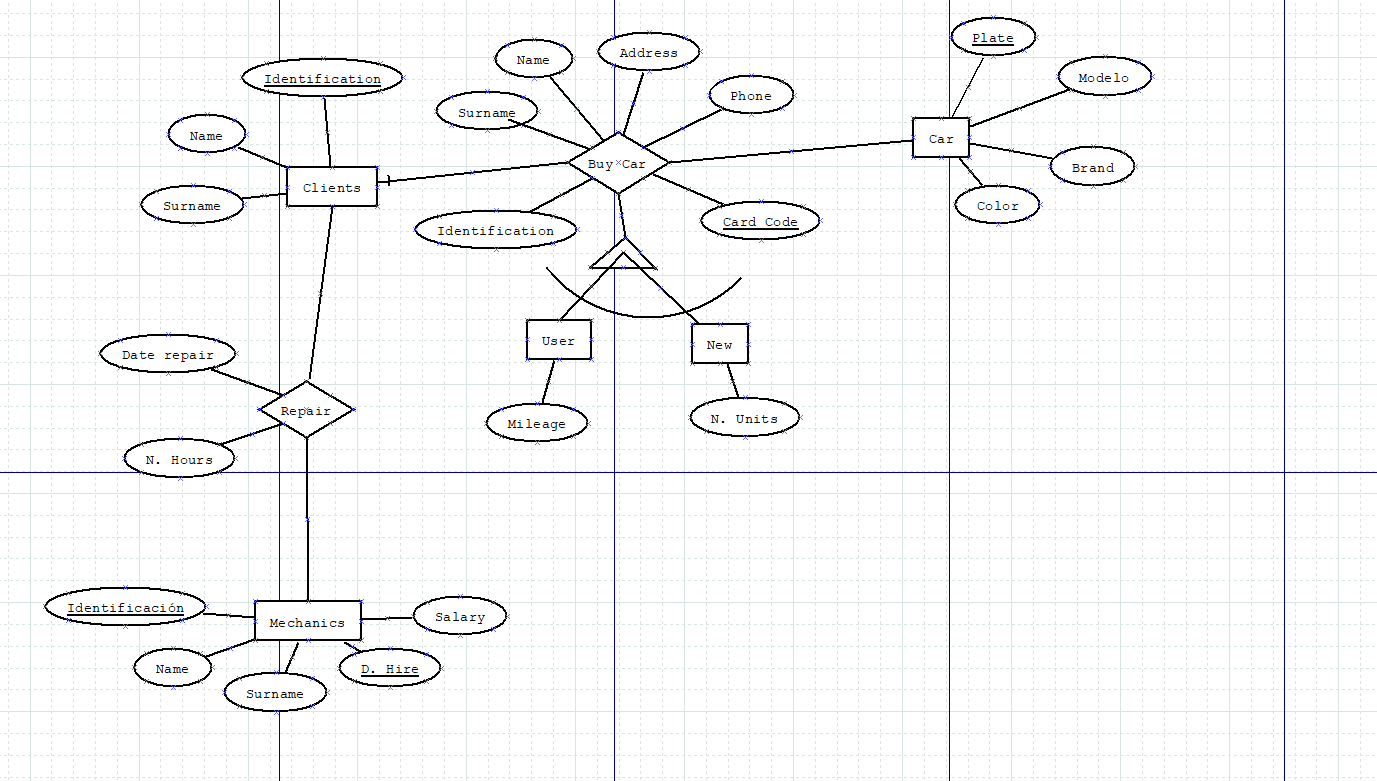 Plate
Name
Address
Identification
Modelo
Phone
Surname
Name
Car
Buy Car
Brand
Clients
Surname
Color
Identification
Card Code
User
New
Date repair
Repair
Mileage
N. Units
N. Hours
Identificación
Mechanics
Salary
Name
D. Hire
Surname